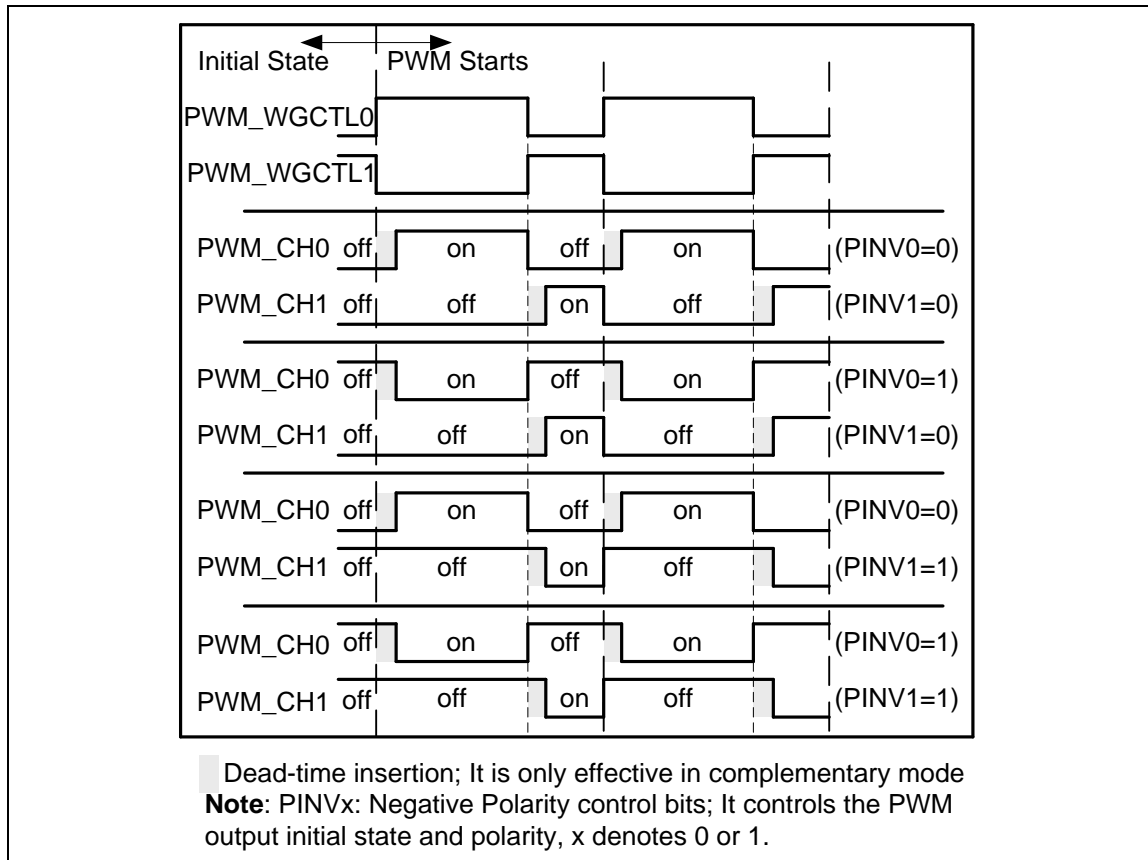 Initial State PWM Starts
PWM_WGCTL0
PWM_WGCTL1
PWM_CH0 off on off on (PINV0=0)
PWM_CH1 off off on off (PINV1=0)
PWM_CH0 off on off on (PINV0=1)
PWM_CH1 off off on off (PINV1=0)
PWM_CH0 off on off on (PINV0=0)
PWM_CH1 off off on off (PINV1=1)
PWM_CH0 off on off on (PINV0=1)
PWM_CH1 off off on off (PINV1=1)
Dead-time insertion; It is only effective in complementary mode
Note: PINVx: Negative Polarity control bits; It controls the PWM
output initial state and polarity, x denotes 0 or 1.